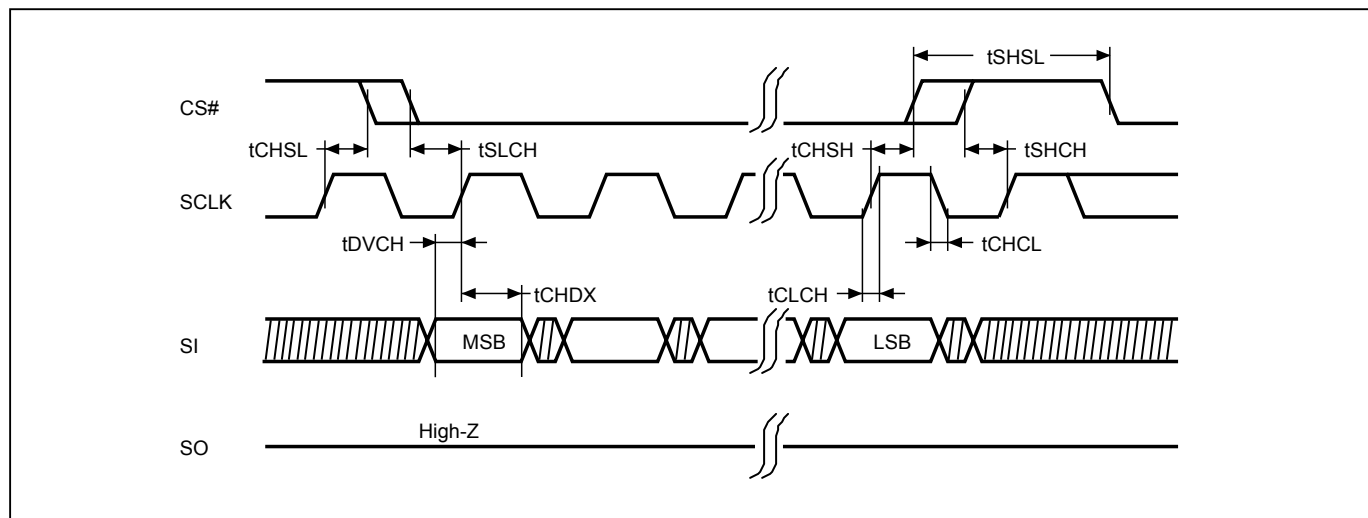 tSHSL
CS#
tCHSL
tSLCH
tCHSH
tSHCH
SCLK
tDVCH
tCHCL
tCHDX
tCLCH
SI
MSB
LSB
High-Z
SO